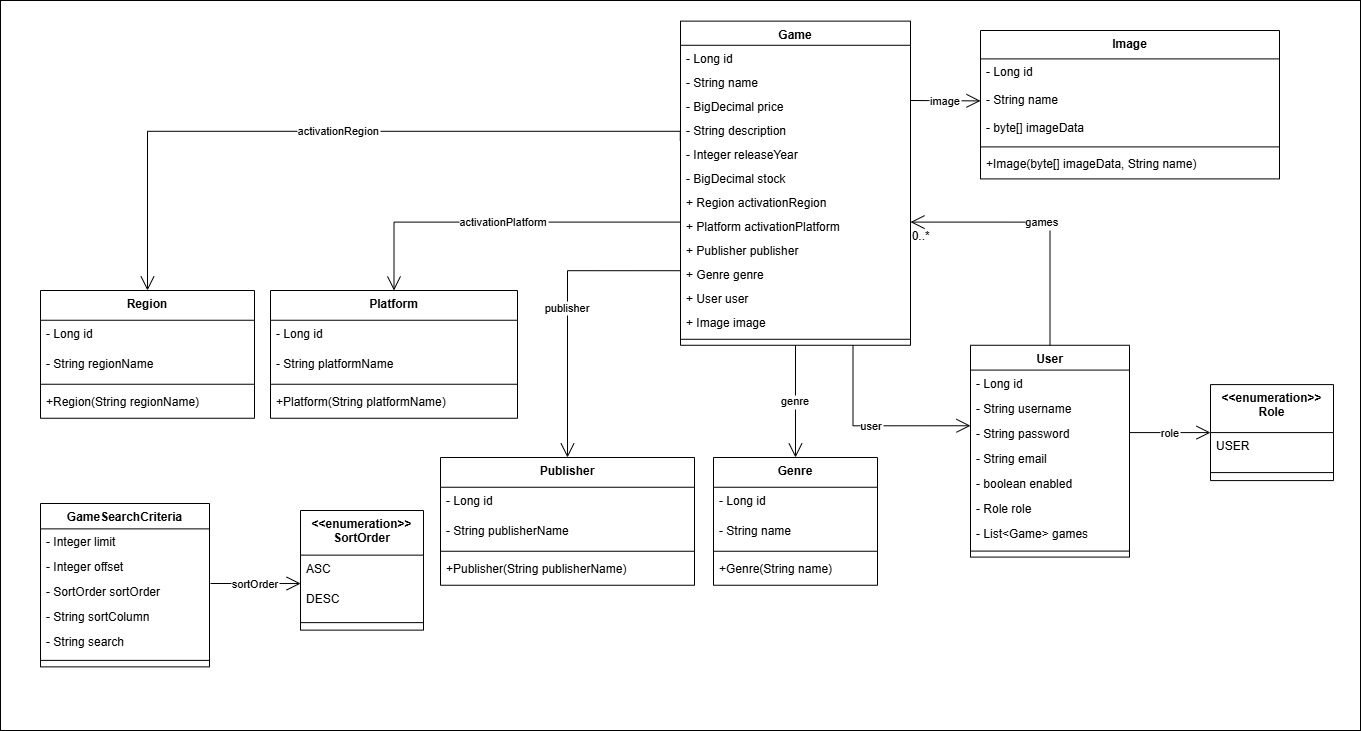 Game
- Long id
- String name
- BigDecimal price
- String description
- Integer releaseYear
- BigDecimal stock
+ Region activationRegion
+ Platform activationPlatform
+ Publisher publisher
+ Genre genre
+ User user
+ Image image
image
Image
- Long id
- String name
- byte[] imageData
+Image(byte[] imageData, String name)
activationRegion
activationPlatform
publisher
games
0..*
Region
- Long id
- String regionName
+Region(String regionName)
Platform
- Long id
- String platformName
+Platform(String platformName)
genre
user
User
- Long id
- String username
- String password
- String email
- boolean enabled
- Role role
- List<Game> games
role
<<enumeration>>
Role
USER
Publisher
- Long id
- String publisherName
+Publisher(String publisherName)
Genre
- Long id
- String name
+Genre(String name)
GameSearchCriteria
- Integer limit
- Integer offset
- SortOrder sortOrder
- String sortColumn
- String search
sortOrder
<<enumeration>>
SortOrder
ASC
DESC